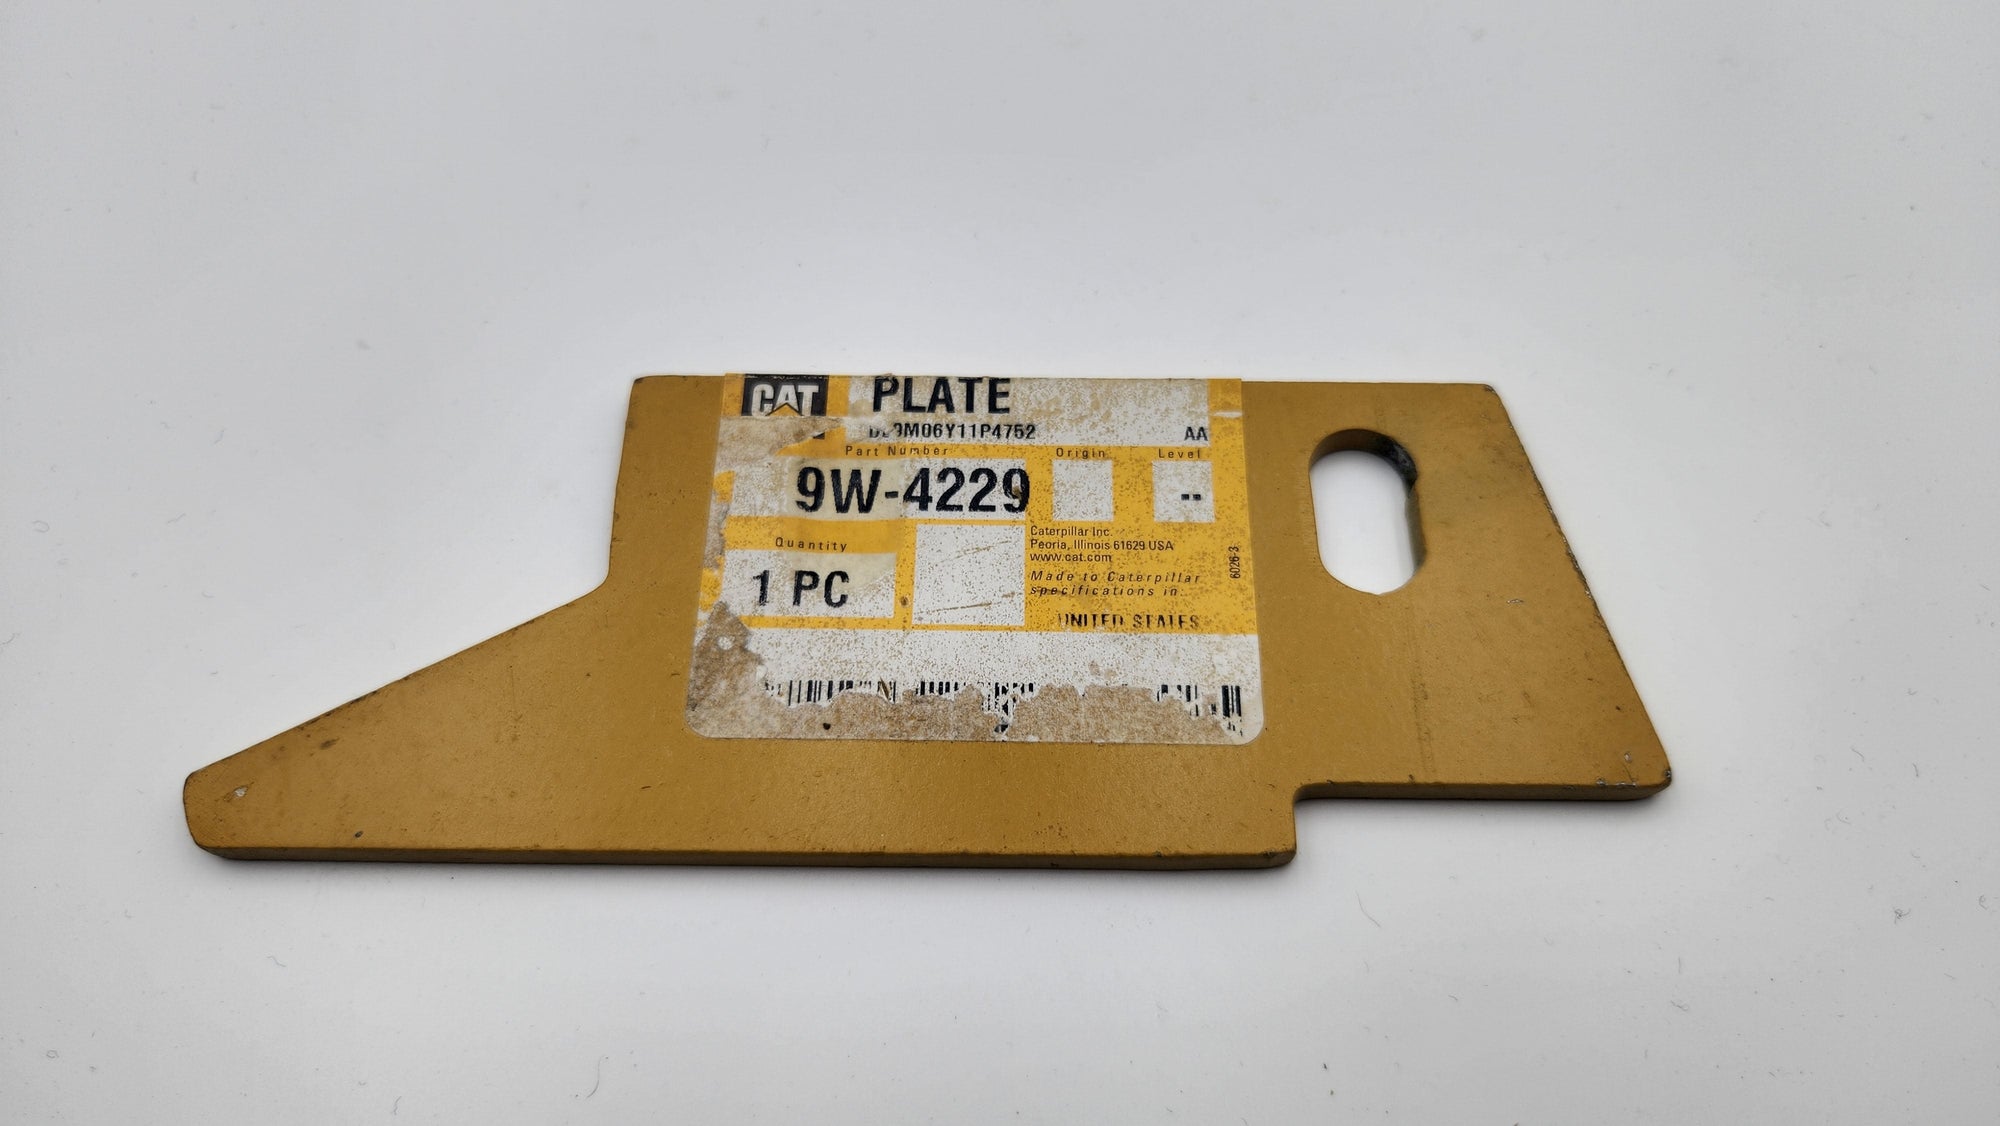 CAT PLATE
9M06Y11P4752 AA
Part Number Origin Level
9W-4229 --
Quantity
1 PC
Caterpillar Inc.
Peoria, Illinois 61629 USA
www.cat.com
Made to Caterpillar
specifications in:
UNITED STATES
6026-3